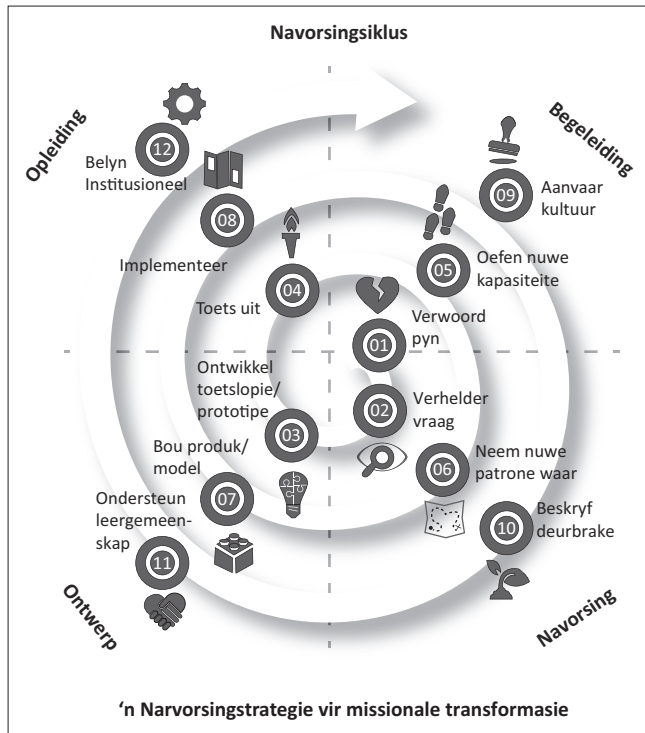 Navorsingsiklus
Opleiding
Begeleiding
12
Belyn
Institusioneel
09
Aanvaar
kultuur
08
Implementeer
05
Oefen nuwe
kapasiteite
04
Toets uit
01
Verwoord
pyn
Ontwikkel
toetslopie/
prototipe
03
02
Verhelder
vraag
Bou produk/
model
07
06
Neem nuwe
patrone waar
Ondersteun
leergemeen-
skap
11
10
Beskryf
deurbrake
Ontwerp
Navorsing
‘n Narvorsingstrategie vir missionale transformasie